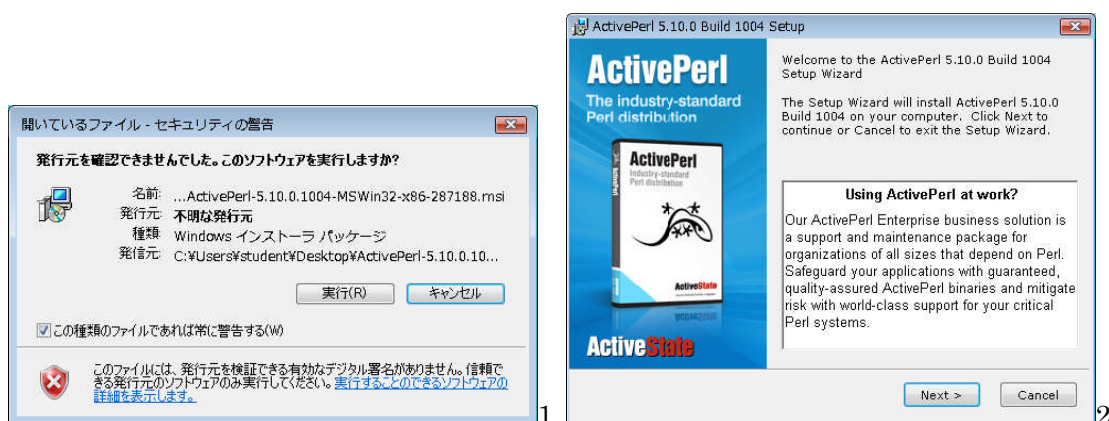 開いているファイル - セキュリティの警告
発行元を確認できませんでした。このソフトウェアを実行しますか?
名前: ...ActivePerl-5.10.0.1004-MSWin32-x86-287188.msi
発行元: 不明な発行元
種類: Windows インストーラ パッケージ
発信元: C:¥Users¥student¥Desktop¥ActivePerl-5.10.0.10...
実行(R) キャンセル
この種類のファイルであれば常に警告する(W)
このファイルには、発行元を検証できる有効なデジタル署名がありません。信頼で
きる発行元のソフトウェアのみ実行してください。実行することのできるソフトウェアの
詳細を表示します。
1
ActivePerl 5.10.0 Build 1004 Setup
ActivePerl
The industry-standard
Perl distribution
ActivePerl
Industry-standard
Perl distribution
ActiveState
ActiveState
Welcome to the ActivePerl 5.10.0 Build 1004
Setup Wizard
The Setup Wizard will install ActivePerl 5.10.0
Build 1004 on your computer. Click Next to
continue or Cancel to exit the Setup Wizard.
Using ActivePerl at work?
Our ActivePerl Enterprise business solution is
a support and maintenance package for
organizations of all sizes that depend on Perl.
Safeguard your applications with guaranteed,
quality-assured ActivePerl binaries and mitigate
risk with world-class support for your critical
Perl systems.
Next > Cancel
2